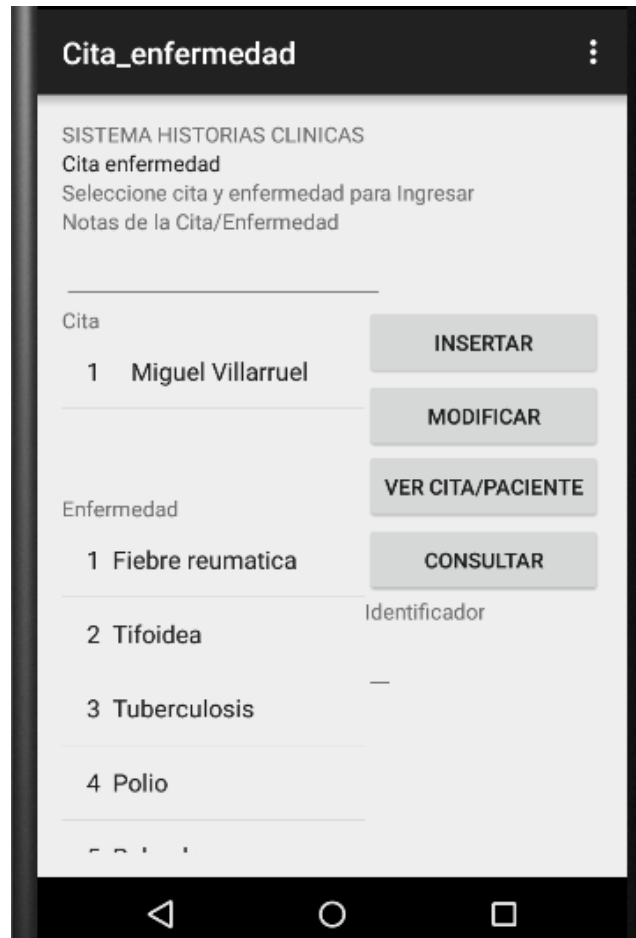 Cita_enfermedad
SISTEMA HISTORIAS CLINICAS
Cita enfermedad
Seleccione cita y enfermedad para Ingresar
Notas de la Cita/Enfermedad
Cita
1 Miguel Villarruel
INSERTAR
MODIFICAR
VER CITA/PACIENTE
CONSULTAR
Enfermedad
1 Fiebre reumatica
2 Tifoidea
3 Tuberculosis
4 Polio
Identificador